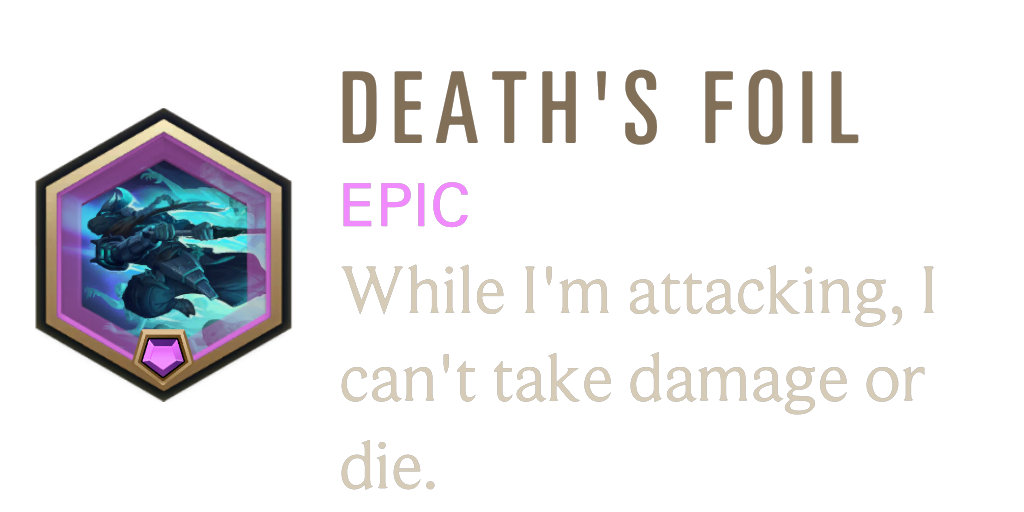 DEATH'S FOIL
EPIC
While I'm attacking, I
can't take damage or
die.